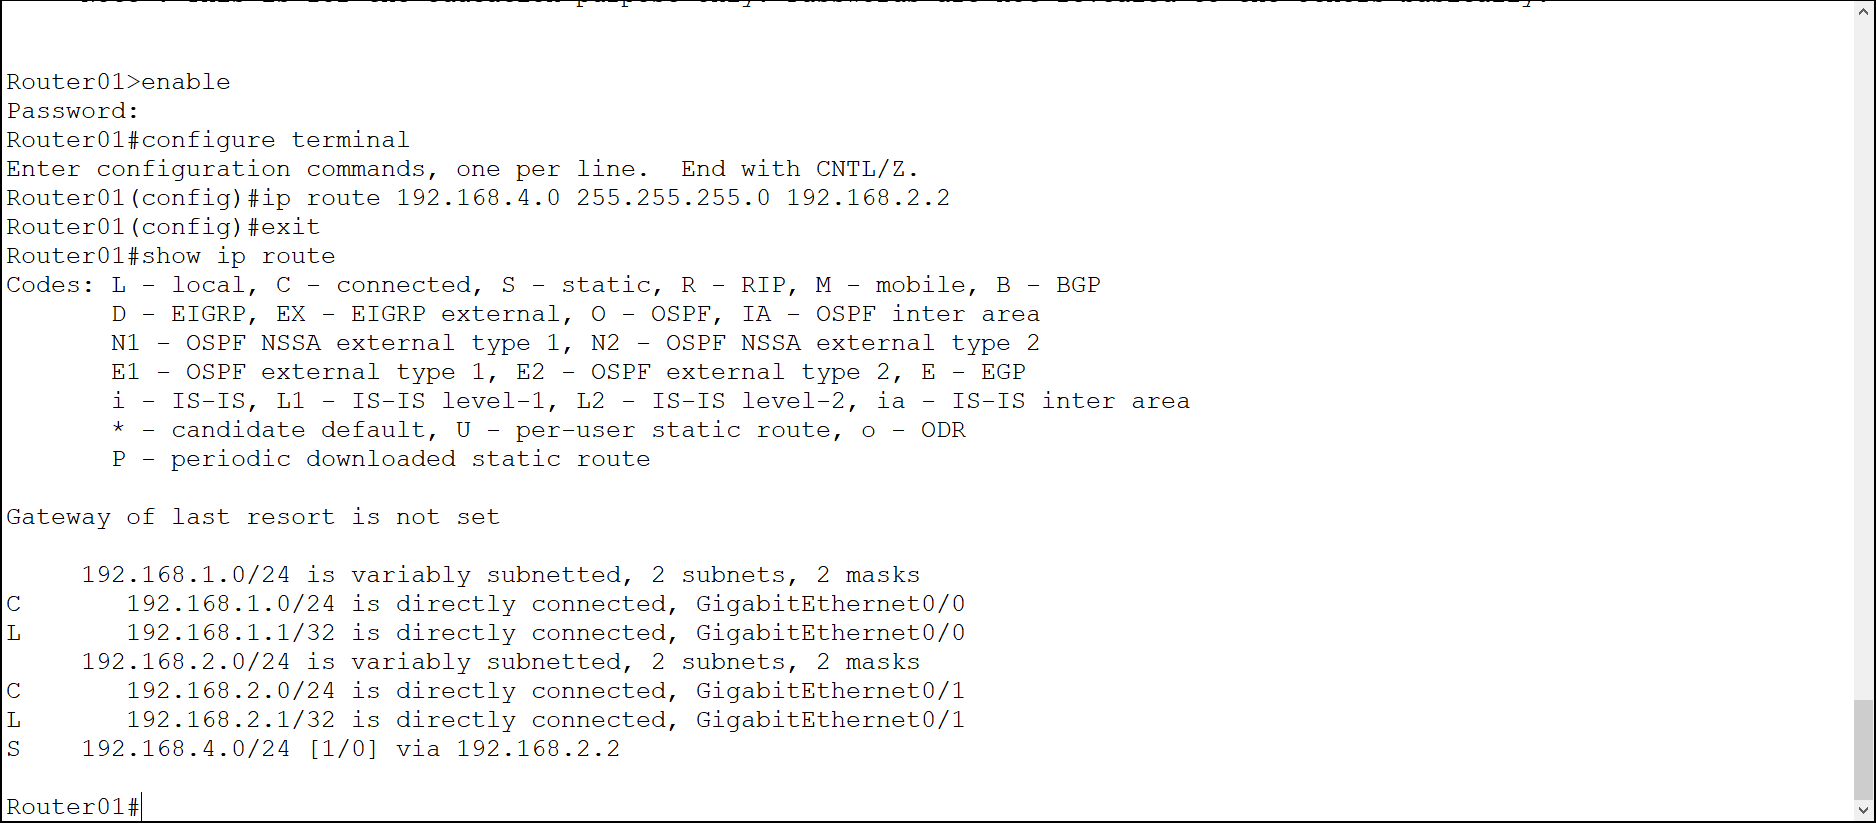 Router01>enable
Password:
Router01#configure terminal
Enter configuration commands, one per line.  End with CNTL/Z.
Router01(config)#ip route 192.168.4.0 255.255.255.0 192.168.2.2
Router01(config)#exit
Router01#show ip route
Codes: L - local, C - connected, S - static, R - RIP, M - mobile, B - BGP
       D - EIGRP, EX - EIGRP external, O - OSPF, IA - OSPF inter area
       N1 - OSPF NSSA external type 1, N2 - OSPF NSSA external type 2
       E1 - OSPF external type 1, E2 - OSPF external type 2, E - EGP
       i - IS-IS, L1 - IS-IS level-1, L2 - IS-IS level-2, ia - IS-IS inter area
       * - candidate default, U - per-user static route, o - ODR
       P - periodic downloaded static route
Gateway of last resort is not set
     192.168.1.0/24 is variably subnetted, 2 subnets, 2 masks
C       192.168.1.0/24 is directly connected, GigabitEthernet0/0
L       192.168.1.1/32 is directly connected, GigabitEthernet0/0
     192.168.2.0/24 is variably subnetted, 2 subnets, 2 masks
C       192.168.2.0/24 is directly connected, GigabitEthernet0/1
L       192.168.2.1/32 is directly connected, GigabitEthernet0/1
S    192.168.4.0/24 [1/0] via 192.168.2.2
Router01#